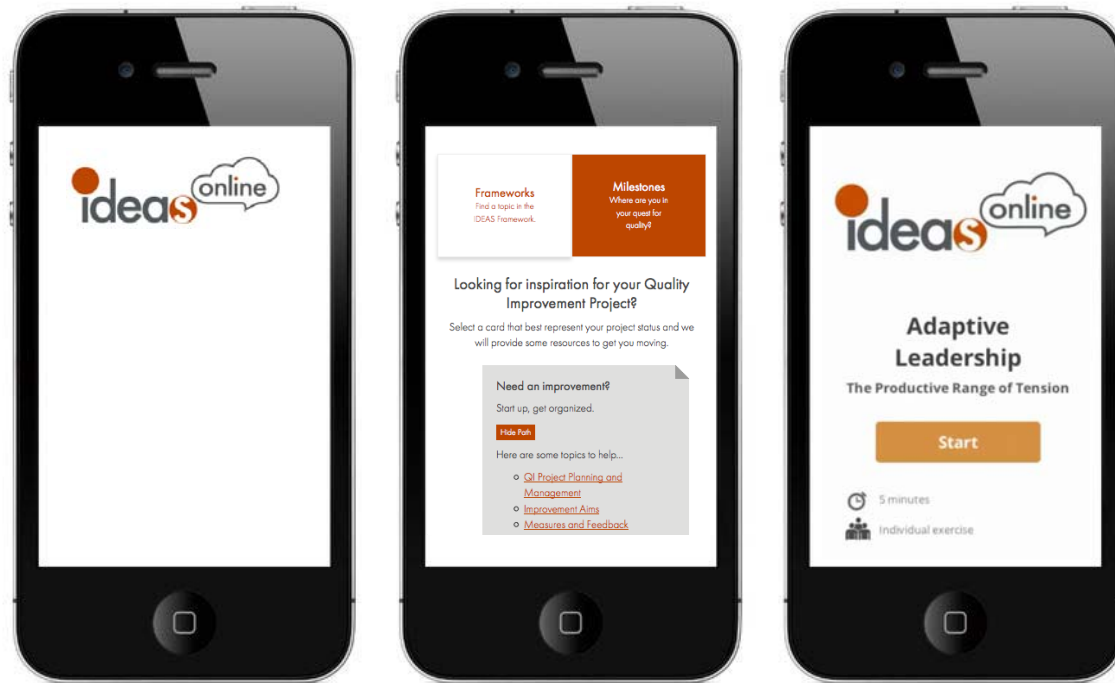 ideas online
Frameworks
Find a topic in the
IDEAS Framework.
Milestones
Where are you in
your quest for
quality?
Looking for inspiration for your Quality
Improvement Project?
Select a card that best represent your project status and we
will provide some resources to get you moving.
Need an improvement?
Start up, get organized.
Hide Path
Here are some topics to help...
QI Project Planning and
Management
Improvement Aims
Measures and Feedback
ideas online
Adaptive
Leadership
The Productive Range of Tension
Start
5 minutes
Individual exercise